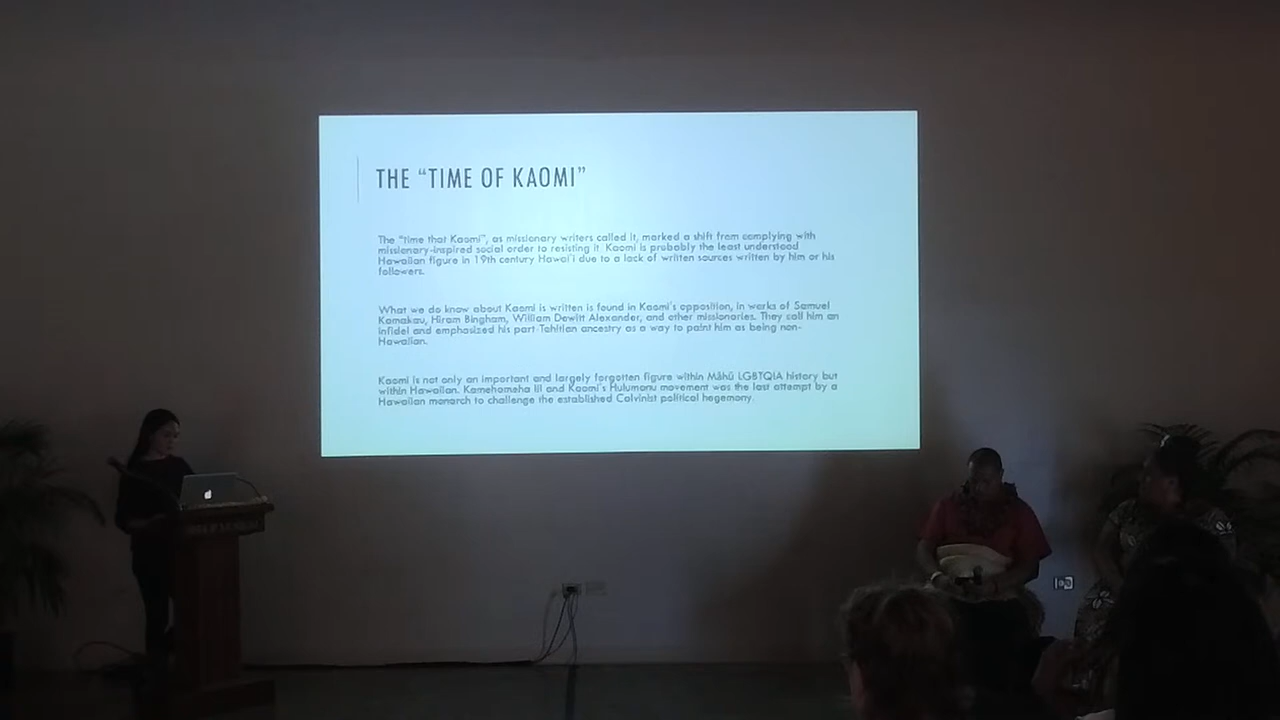 THE “TIME OF KAOMI”
The “time that Kaomi”, as missionary writers called it, marked a shift from complying with
missionary-inspired social order to resisting it. Kaomi is probably the least understood
Hawaiian figure in 19th century Hawai‘i due to a lack of written sources written by him or his
followers.
What we do know about Kaomi is written is found in Kaomi’s opposition, in works of Samuel
Kamakau, Hiram Bingham, William Dewitt Alexander, and other missionaries. They call him an
infidel and emphasized his part-Tahitian ancestry as a way to paint him as being non-
Hawaiian.
Kaomi is not only an important and largely forgotten figure within Māhū LGBTQIA history but
within Hawaiian. Kamehameha III and Kaomi’s Hulumanu movement was the last attempt by a
Hawaiian monarch to challenge the established Calvinist political hegemony.